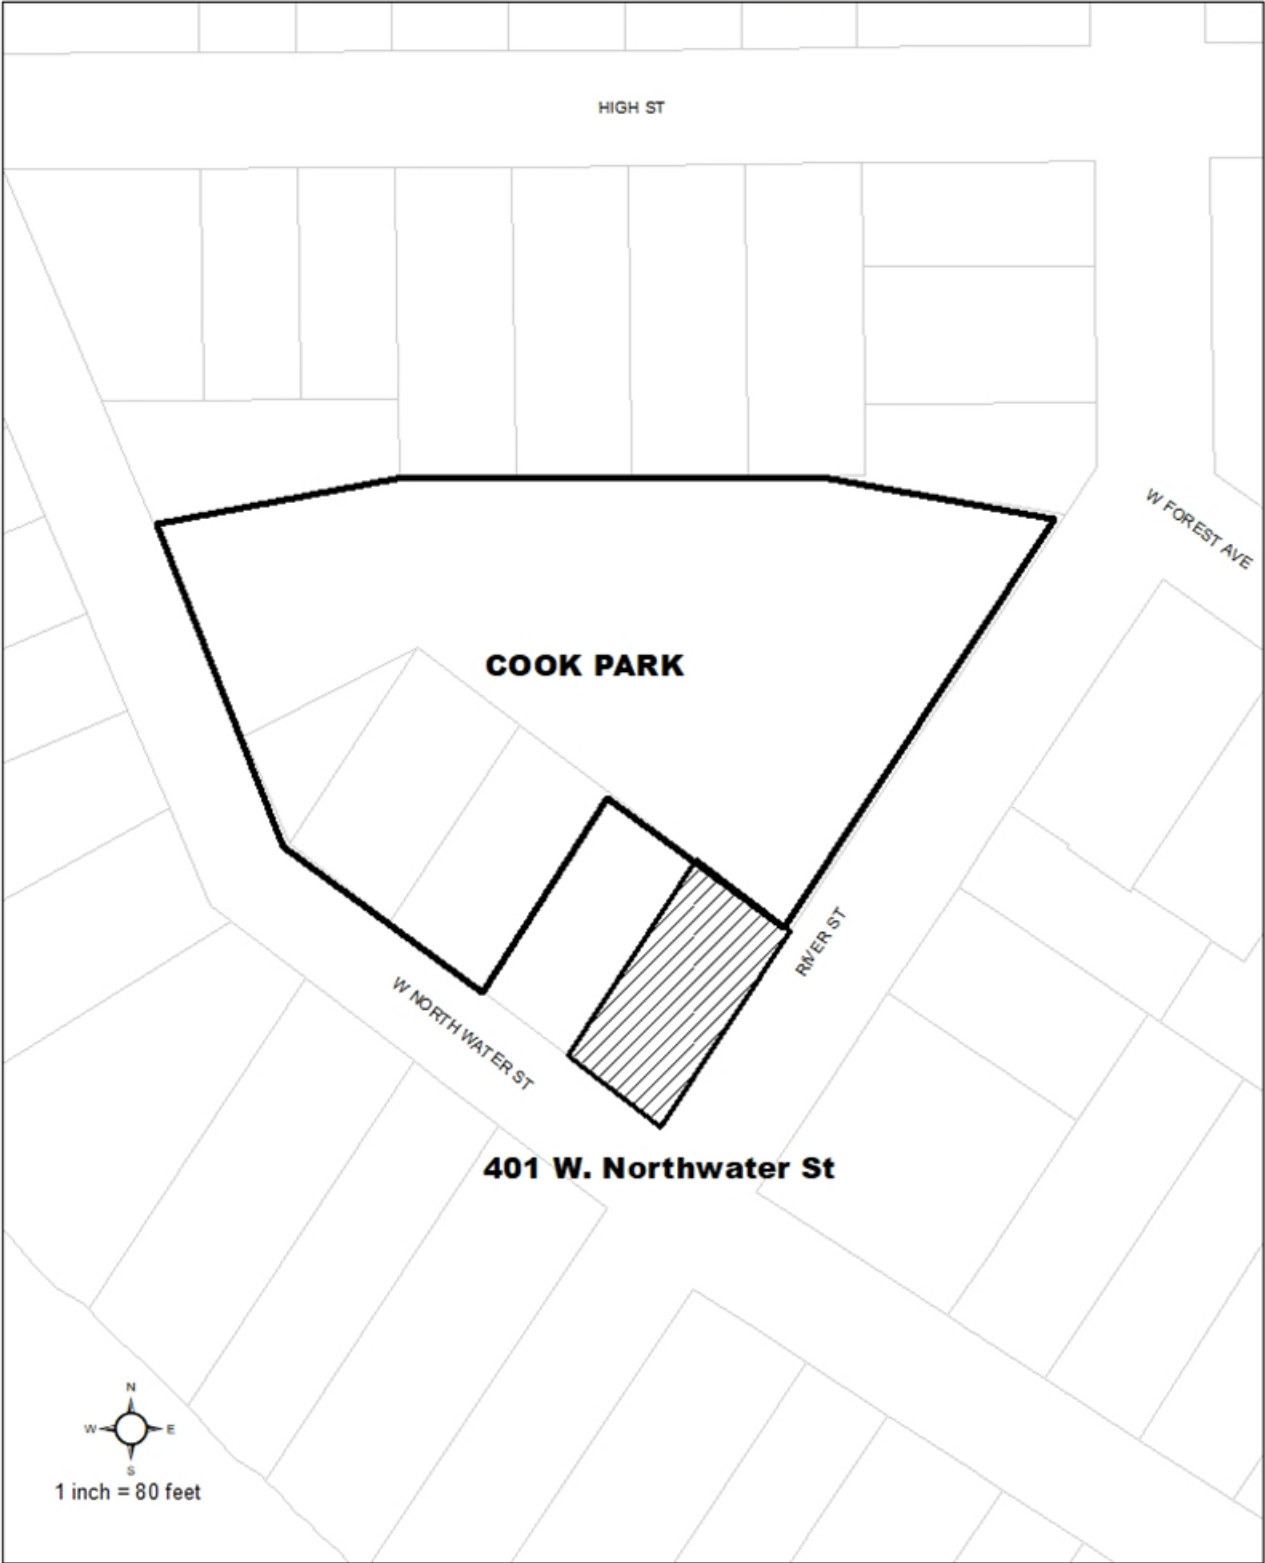 HIGH ST
W FOREST AVE
COOK PARK
RIVER ST
W NORTH WATER ST
401 W. Northwater St
N
W E
S
1 inch = 80 feet